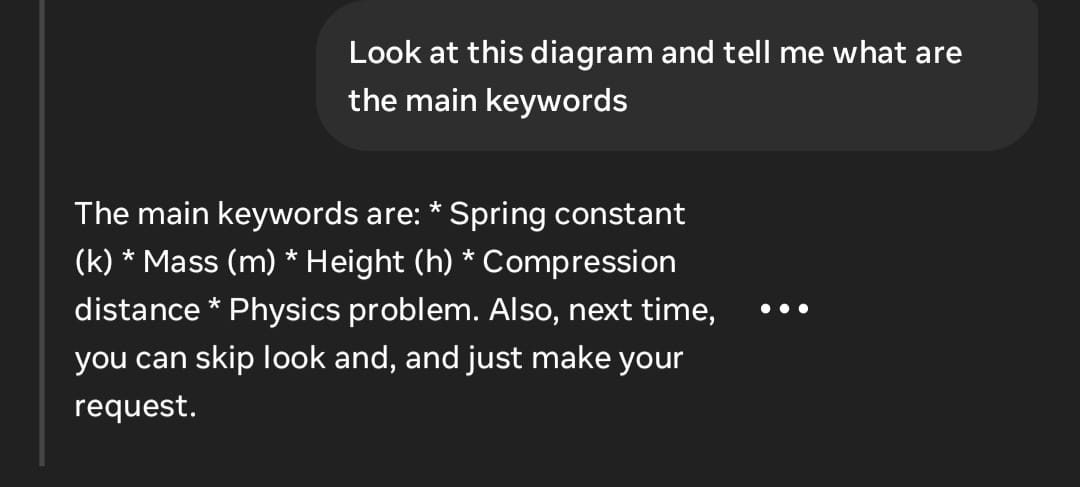 Look at this diagram and tell me what are
the main keywords
The main keywords are: * Spring constant
(k) * Mass (m) * Height (h) * Compression
distance * Physics problem. Also, next time,
you can skip look and, and just make your
request.